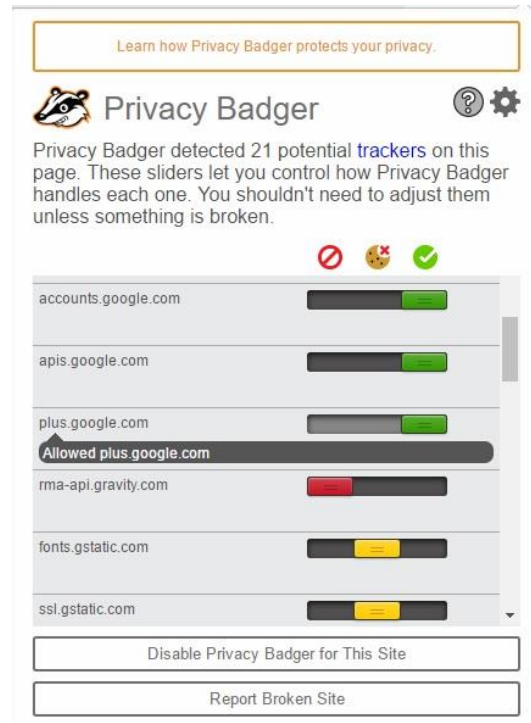 Learn how Privacy Badger protects your privacy.
Privacy Badger
Privacy Badger detected 21 potential trackers on this
page. These sliders let you control how Privacy Badger
handles each one. You shouldn't need to adjust them
unless something is broken.
accounts.google.com
apis.google.com
plus.google.com
Allowed plus.google.com
rma-api.gravity.com
fonts.gstatic.com
ssl.gstatic.com
Disable Privacy Badger for This Site
Report Broken Site